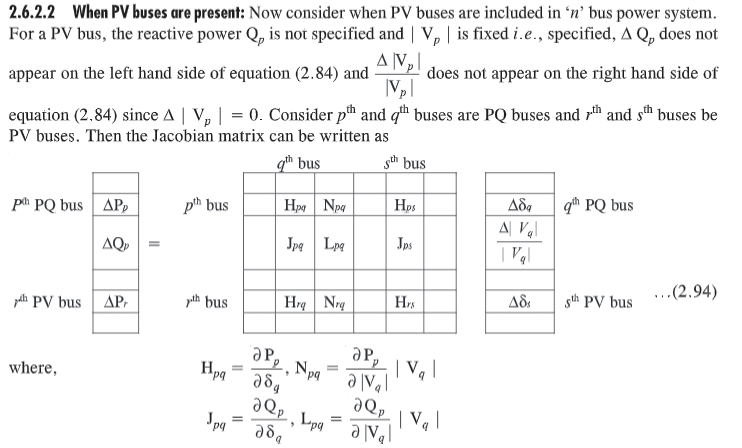 2.6.2.2 When PV buses are present: Now consider when PV buses are included in ‘n’ bus power system.
For a PV bus, the reactive power Qp is not specified and | Vp | is fixed i.e., specified, Δ Qp does not
appear on the left hand side of equation (2.84) and Δ |Vp| / |Vp| does not appear on the right hand side of
equation (2.84) since Δ | Vp | = 0. Consider pth and qth buses are PQ buses and rth and sth buses be
PV buses. Then the Jacobian matrix can be written as
qth bus sth bus
Pth PQ bus ΔPp pth bus Hpq Npq Hps Δδq qth PQ bus
ΔQp = Jpq Lpq Jps Δ| Vq| / | Vq|
rth PV bus ΔPr rth bus Hrq Nrq Hrs Δδs sth PV bus ...(2.94)
where, Hpq = ∂Pp / ∂δq, Npq = ∂Pp / ∂|Vq| | Vq |
Jpq = ∂Qp / ∂δq, Lpq = ∂Qp / ∂|Vq| | Vq |